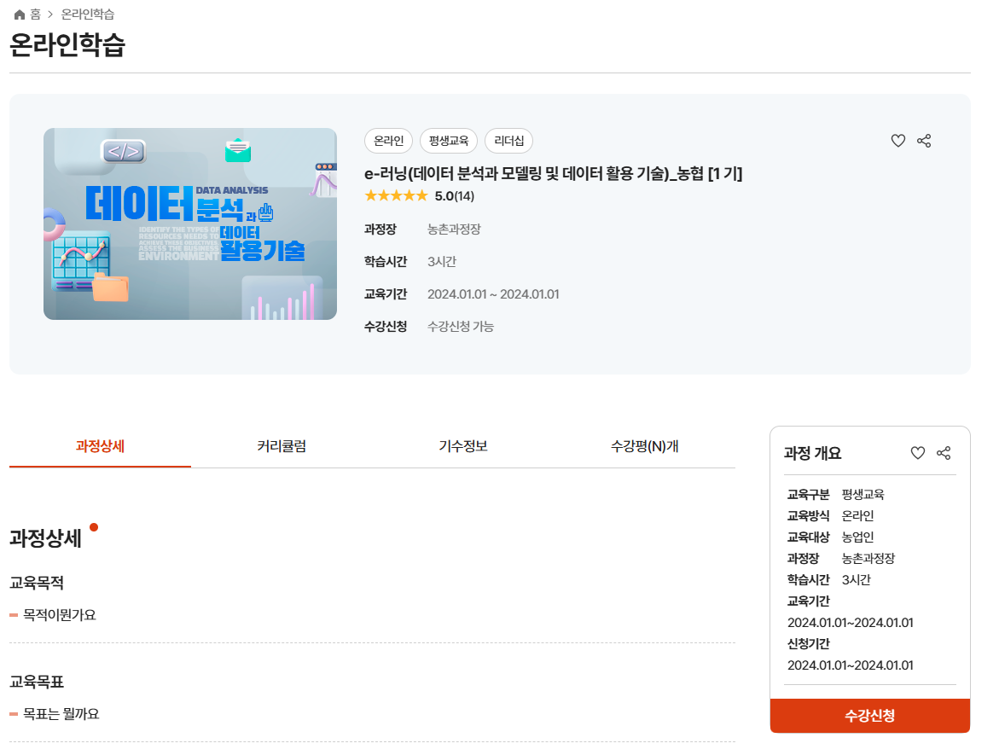 홈 > 온라인학습
온라인학습
</>
데이터 분석과
DATA ANALYSIS
IDENTIFY THE TYPES OF
RESOURCES NEEDS TO
ACHIEVE THESE OBJECTIVES,
ASSESS THE BUSINESS
ENVIRONMENT
데이터
활용기술
온라인 평생교육 리더십
e-러닝(데이터 분석과 모델링 및 데이터 활용 기술)_농협 [1 기]
★★★★★ 5.0(14)
과정장 농촌과정장
학습시간 3시간
교육기간 2024.01.01 ~ 2024.01.01
수강신청 수강신청 가능
과정상세 커리큘럼 기수정보 수강평(N)개
과정상세
교육목적
목적이뭔가요
교육목표
목표는 뭘까요
과정 개요
교육구분 평생교육
교육방식 온라인
교육대상 농업인
과정장 농촌과정장
학습시간 3시간
교육기간
2024.01.01~2024.01.01
신청기간
2024.01.01~2024.01.01
수강신청